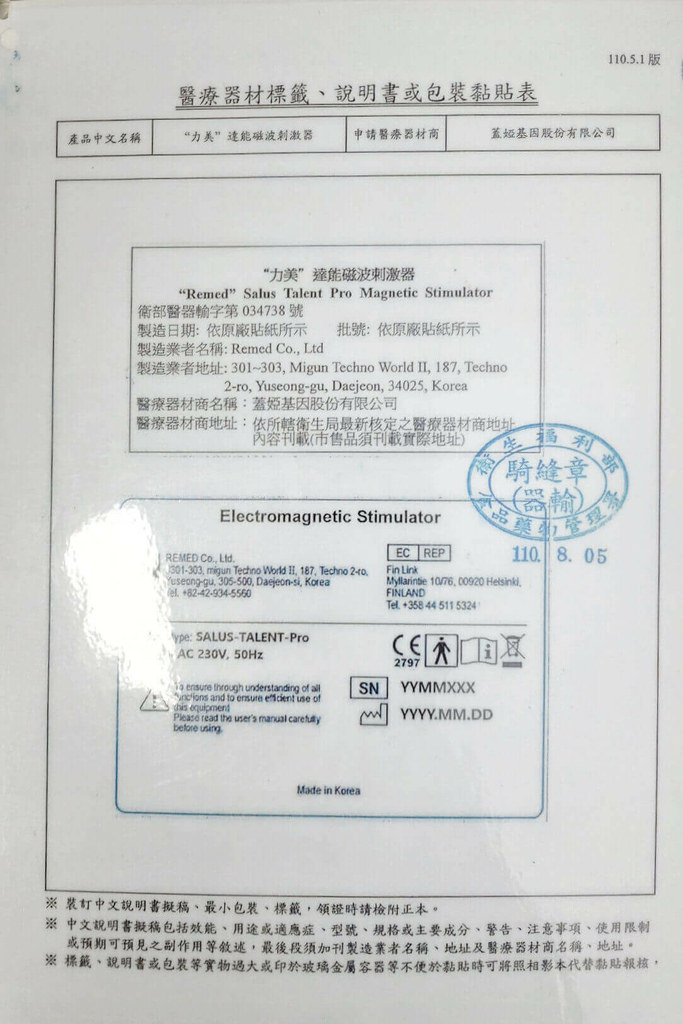 110.5.1 版
醫療器材標籤、說明書或包裝黏貼表
產品中文名稱 “力美”達能磁波刺激器 申請醫療器材商 蓋婭基因股份有限公司
“力美”達能磁波刺激器
“Remed” Salus Talent Pro Magnetic Stimulator
衛部醫器輸字第 034738 號
製造日期: 依原廠貼紙所示 批號: 依原廠貼紙所示
製造業者名稱: Remed Co., Ltd
製造業者地址: 301~303, Migun Techno World II, 187, Techno
2-ro, Yuseong-gu, Daejeon, 34025, Korea
醫療器材商名稱：蓋婭基因股份有限公司
醫療器材商地址：依所轄衛生局最新核定之醫療器材商地址
內容刊載(市售品須刊載實際地址)
衛生福利部
騎縫章
(器輸)
食品藥物管理署
110. 8. 05
Electromagnetic Stimulator
REMED Co., Ltd.
301-303, migun Techno World II, 187, Techno 2-ro,
Yuseong-gu, 305-500, Daejeon-si, Korea
Tel. +82-42-934-5560
EC REP
Fin Link
Myllarintie 10/76, 00920 Helsinki,
FINLAND
Tel. +358 44 511 5324
Type: SALUS-TALENT-Pro
AC 230V, 50Hz
CE
2797
To ensure through understanding of all
functions and to ensure efficient use of
this equipment
Please read the user's manual carefully
before using.
SN YYMMXXX
YYYY.MM.DD
Made in Korea
※ 裝訂中文說明書擬稿、最小包裝、標籤，領證時請檢附正本。
※ 中文說明書擬稿包括效能、用途或適應症、型號、規格或主要成分、警告、注意事項、使用限制
或預期可預見之副作用等敘述，最後段須加刊製造業者名稱、地址及醫療器材商名稱、地址。
※ 標籤、說明書或包裝等實物過大或印於玻璃金屬容器等不便於黏貼時可將照相影本代替黏貼報核，